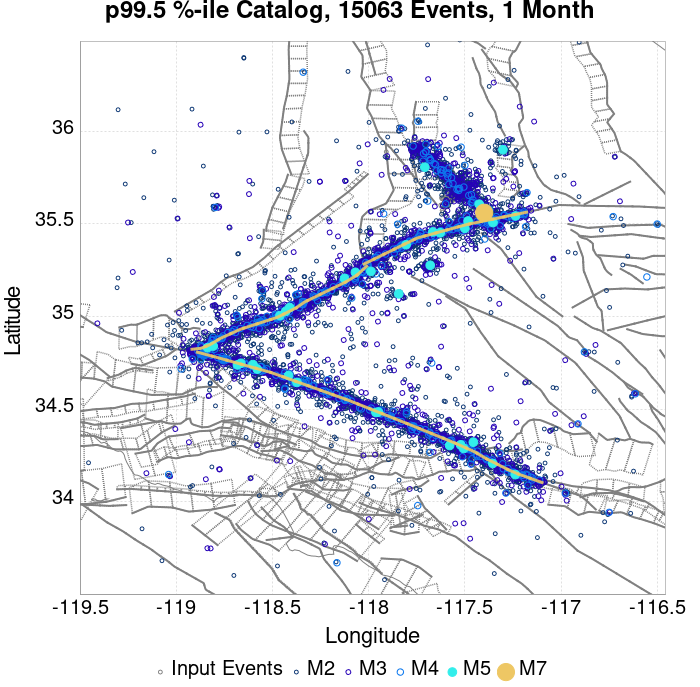 p99.5 %-ile Catalog, 15063 Events, 1 Month
36
35.5
35
34.5
34
Latitude
-119.5 -119 -118.5 -118 -117.5 -117 -116.5
Longitude
Input Events M2 M3 M4 M5 M7